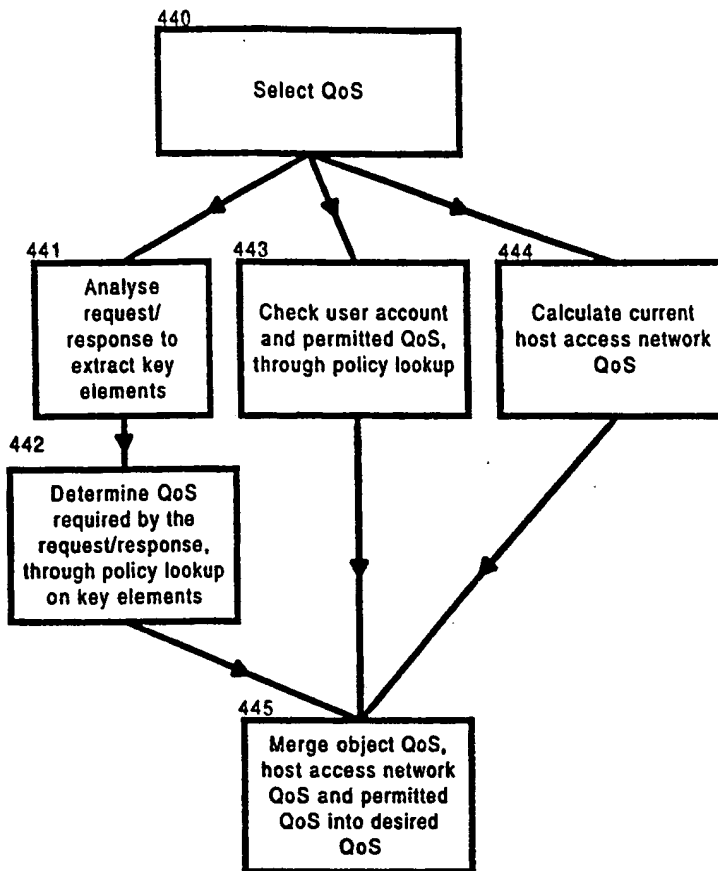 440
Select QoS
441
Analyse
request/
response to
extract key
elements
443
Check user account
and permitted QoS,
through policy lookup
444
Calculate current
host access network
QoS
442
Determine QoS
required by the
request/response,
through policy lookup
on key elements
445
Merge object QoS,
host access network
QoS and permitted
QoS into desired
QoS